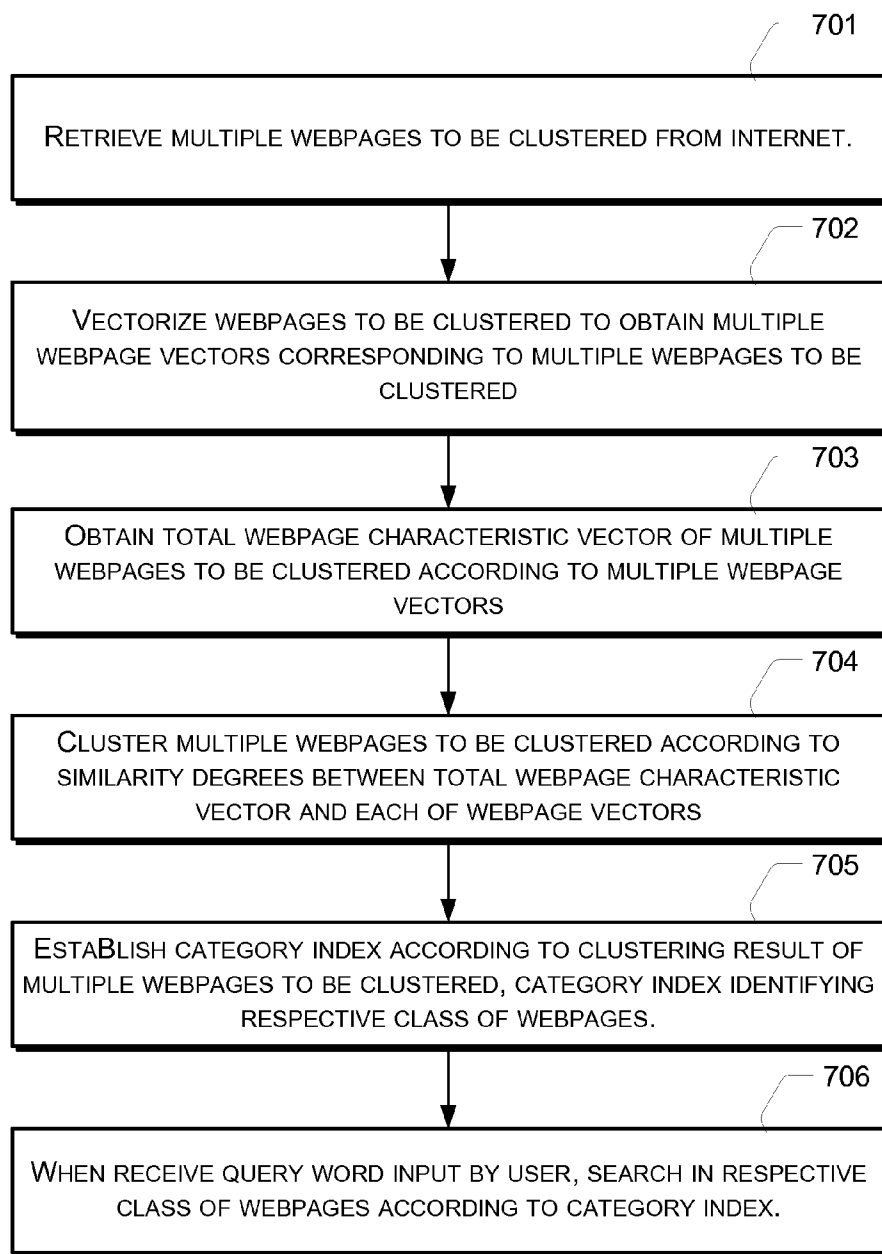 701
RETRIEVE MULTIPLE WEBPAGES TO BE CLUSTERED FROM INTERNET.
702
VECTORIZE WEBPAGES TO BE CLUSTERED TO OBTAIN MULTIPLE
WEBPAGE VECTORS CORRESPONDING TO MULTIPLE WEBPAGES TO BE
CLUSTERED
703
OBTAIN TOTAL WEBPAGE CHARACTERISTIC VECTOR OF MULTIPLE
WEBPAGES TO BE CLUSTERED ACCORDING TO MULTIPLE WEBPAGE
VECTORS
704
CLUSTER MULTIPLE WEBPAGES TO BE CLUSTERED ACCORDING TO
SIMILARITY DEGREES BETWEEN TOTAL WEBPAGE CHARACTERISTIC
VECTOR AND EACH OF WEBPAGE VECTORS
705
ESTABLISH CATEGORY INDEX ACCORDING TO CLUSTERING RESULT OF
MULTIPLE WEBPAGES TO BE CLUSTERED, CATEGORY INDEX IDENTIFYING
RESPECTIVE CLASS OF WEBPAGES.
706
WHEN RECEIVE QUERY WORD INPUT BY USER, SEARCH IN RESPECTIVE
CLASS OF WEBPAGES ACCORDING TO CATEGORY INDEX.